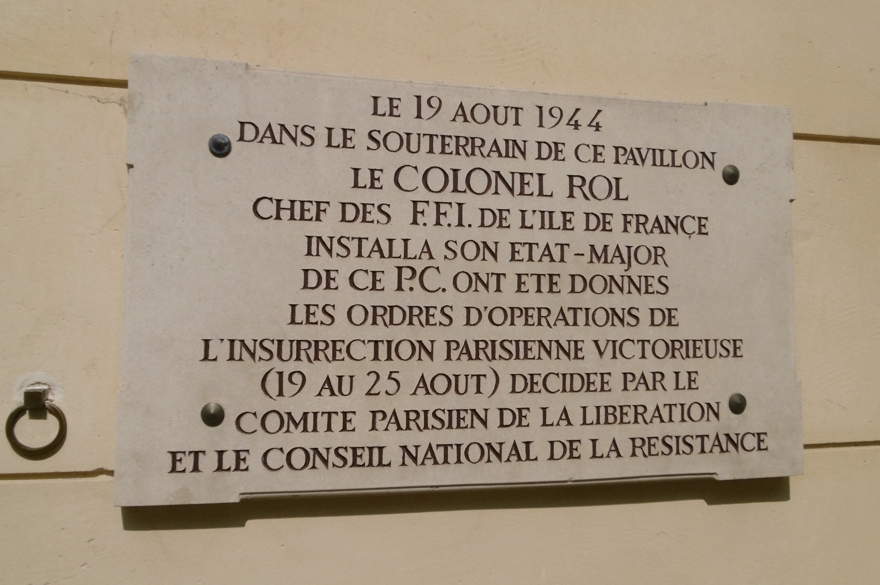 LE 19 AOUT 1944
DANS LE SOUTERRAIN DE CE PAVILLON
LE COLONEL ROL
CHEF DES F.F.I. DE L'ILE DE FRANÇE
INSTALLA SON ETAT-MAJOR
DE CE P.C. ONT ETE DONNES
LES ORDRES D'OPERATIONS DE
L'INSURRECTION PARISIENNE VICTORIEUSE
(19 AU 25 AOUT) DECIDEE PAR LE
COMITE PARISIEN DE LA LIBERATION
ET LE CONSEIL NATIONAL DE LA RESISTANCE